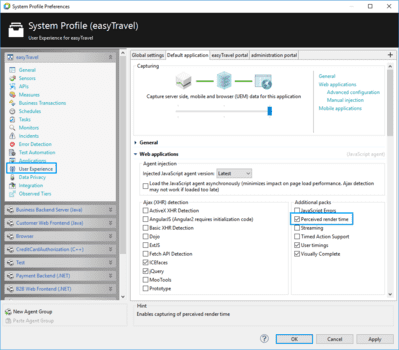 System Profile Preferences
System Profile (easyTravel)
User Experience for easyTravel
easyTravel
General
Sensors
APIs
Measures
Business Transactions
Schedules
Tasks
Monitors
Incidents
Error Detection
Test Automation
Applications
User Experience
Data Privacy
Integration
Observed Tiers
Business Backend Server (Java)
Customer Web Frontend (Java)
Browser
CreditCardAuthorization (C++)
Test
Payment Backend (.NET)
B2B Web Frontend (.NET)
New Agent Group
Paste Agent Group
Global settings
Default application
easyTravel portal
administration portal
Capturing
Capture server side, mobile and browser (UEM) data for this application
General
Web applications
Advanced configuration
Manual injection
Mobile applications
General
Web applications
(JavaScript agent)
Agent injection
Injected JavaScript agent version:
Latest
Load the JavaScript agent asynchronously (minimizes impact on page load performance. Ajax detection
may not work if loaded too late)
Ajax (XHR) detection
ActiveX XHR Detection
AngularJS (Angular2 requires initialization code)
Basic XHR Detection
Dojo
ExtJS
Fetch API Detection
ICEfaces
jQuery
MooTools
Prototype
Additional packs
JavaScript Errors
Perceived render time
Streaming
Timed Action Support
User timings
Visually Complete
Hint
Enables capturing of perceived render time
OK
Cancel
Apply